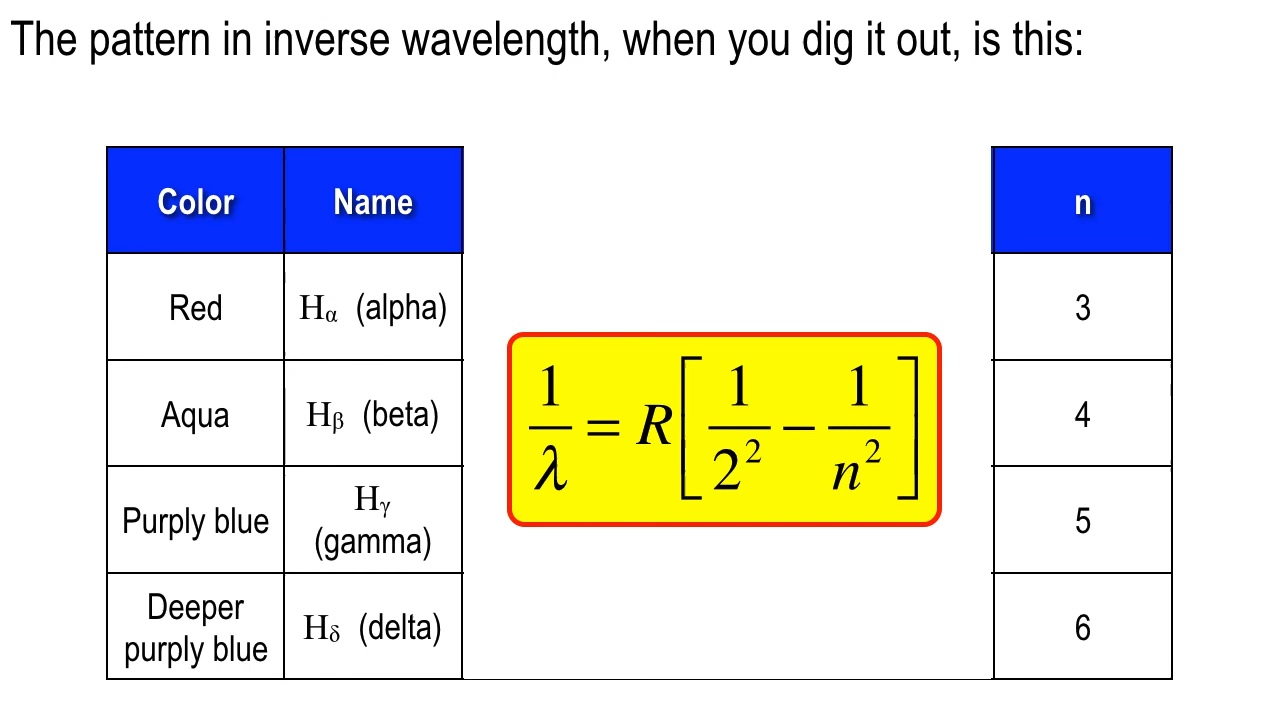 The pattern in inverse wavelength, when you dig it out, is this:
Color Name n
Red Hα (alpha) 3
Aqua Hβ (beta) 4
Purply blue Hγ (gamma) 5
Deeper purply blue Hδ (delta) 6
1/λ = R[1/2² − 1/n²]